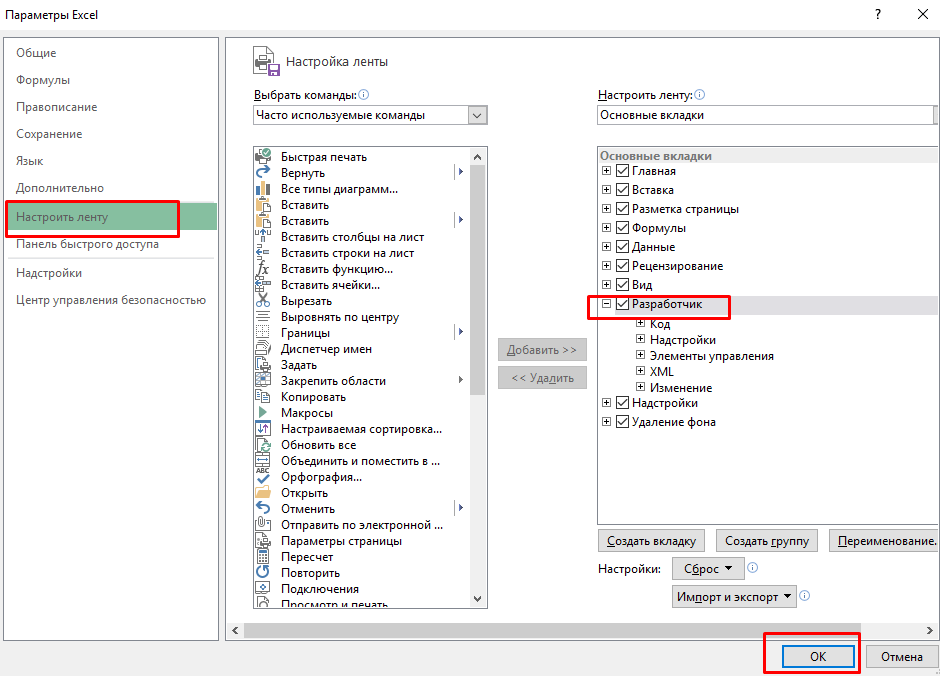 Параметры Excel
?
Общие
Формулы
Правописание
Сохранение
Язык
Дополнительно
Настроить ленту
Панель быстрого доступа
Надстройки
Центр управления безопасностью
Настройка ленты
Выбрать команды:
Часто используемые команды
Быстрая печать
Вернуть
Все типы диаграмм...
Вставить
Вставить
Вставить столбцы на лист
Вставить строки на лист
Вставить функцию...
Вставить ячейки...
Вырезать
Выровнять по центру
Границы
Диспетчер имен
Задать
Закрепить области
Копировать
Макросы
Настраиваемая сортировка...
Обновить все
Объединить и поместить в ...
Орфография...
Открыть
Отменить
Отправить по электронной ...
Параметры страницы
Пересчет
Повторить
Подключения
Просмотр и печать
Добавить >>
<< Удалить
Настроить ленту:
Основные вкладки
Основные вкладки
Главная
Вставка
Разметка страницы
Формулы
Данные
Рецензирование
Вид
Разработчик
Код
Надстройки
Элементы управления
XML
Изменение
Надстройки
Удаление фона
Создать вкладку
Создать группу
Переименование.
Настройки:
Сброс
Импорт и экспорт
ОК
Отмена